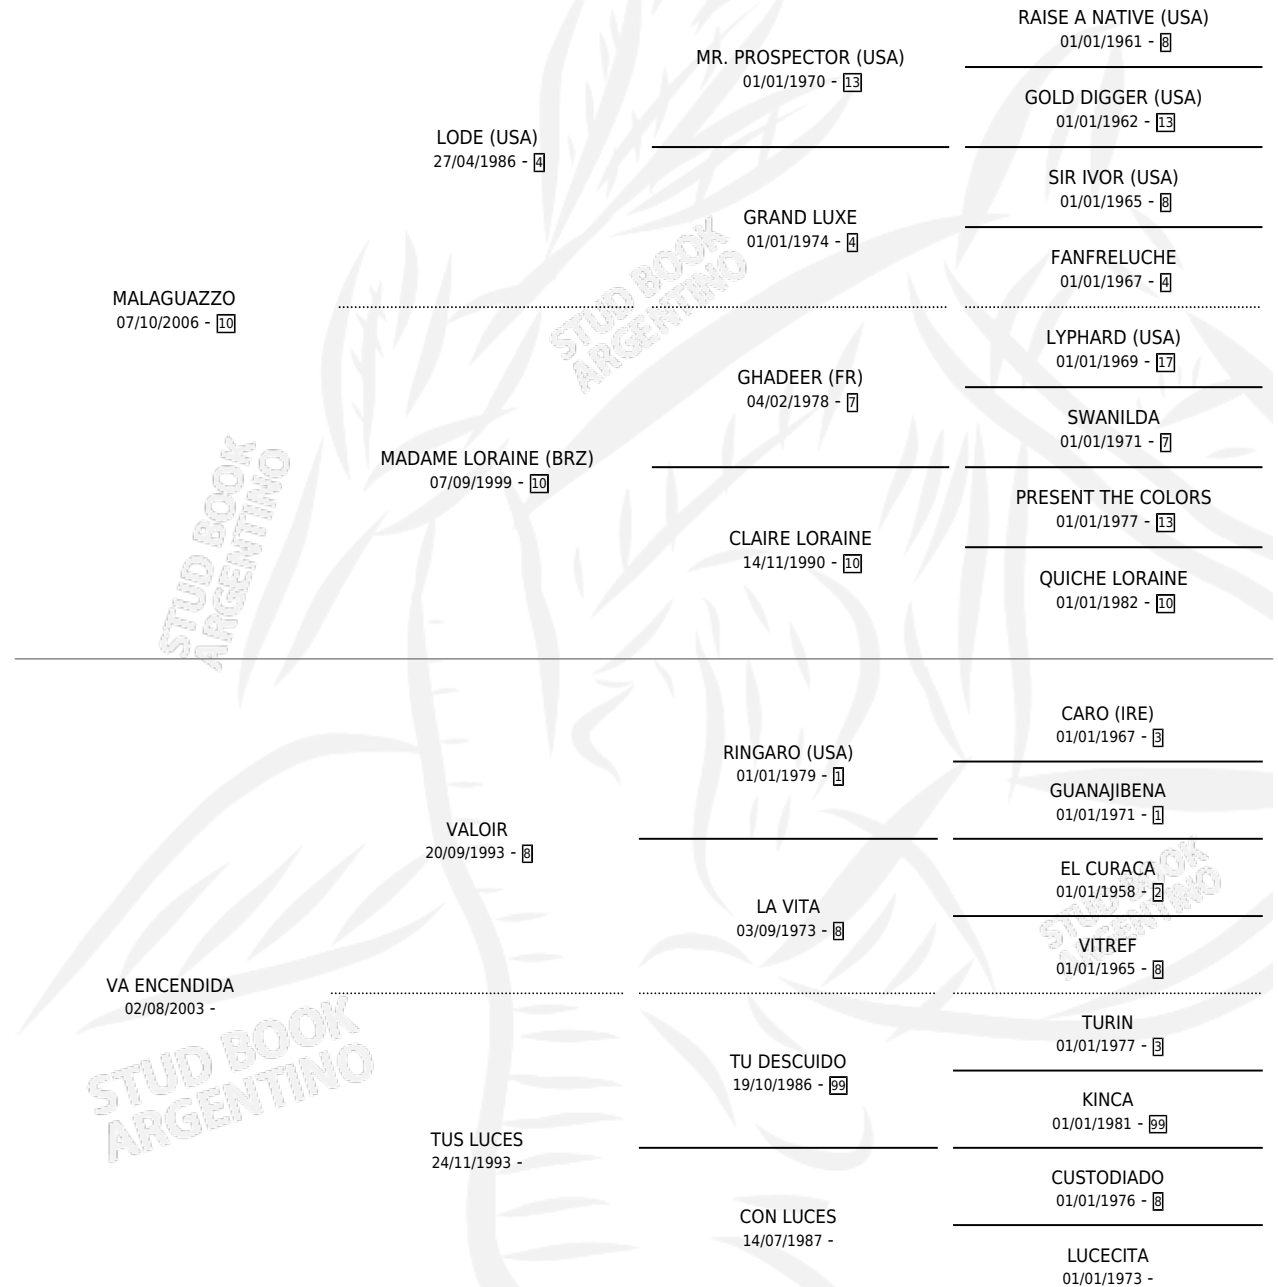 RAISE A NATIVE (USA)
01/01/1961 - 8
MR. PROSPECTOR (USA)
01/01/1970 - 13
GOLD DIGGER (USA)
01/01/1962 - 13
LODE (USA)
27/04/1986 - 4
SIR IVOR (USA)
01/01/1965 - 8
GRAND LUXE
01/01/1974 - 4
FANFRELUCHE
01/01/1967 - 4
MALAGUAZZO
07/10/2006 - 10
LYPHARD (USA)
01/01/1969 - 17
GHADEER (FR)
04/02/1978 - 7
SWANILDA
01/01/1971 - 7
MADAME LORAINE (BRZ)
07/09/1999 - 10
PRESENT THE COLORS
01/01/1977 - 13
CLAIRE LORAINE
14/11/1990 - 10
QUICHE LORAINE
01/01/1982 - 10
CARO (IRE)
01/01/1967 - 3
RINGARO (USA)
01/01/1979 - 1
GUANAJIBENA
01/01/1971 - 1
VALOIR
20/09/1993 - 8
EL CURACA
01/01/1958 - 2
LA VITA
03/09/1973 - 8
VITREF
01/01/1965 - 8
VA ENCENDIDA
02/08/2003 -
TURIN
01/01/1977 - 3
TU DESCUIDO
19/10/1986 - 99
KINCA
01/01/1981 - 99
TUS LUCES
24/11/1993 -
CUSTODIADO
01/01/1976 - 8
CON LUCES
14/07/1987 -
LUCECITA
01/01/1973 -
STUD BOOK
ARGENTINO
STUD BOOK
ARGENTINO
STUD BOOK
ARGENTINO
STUD BOOK
ARGENTINO